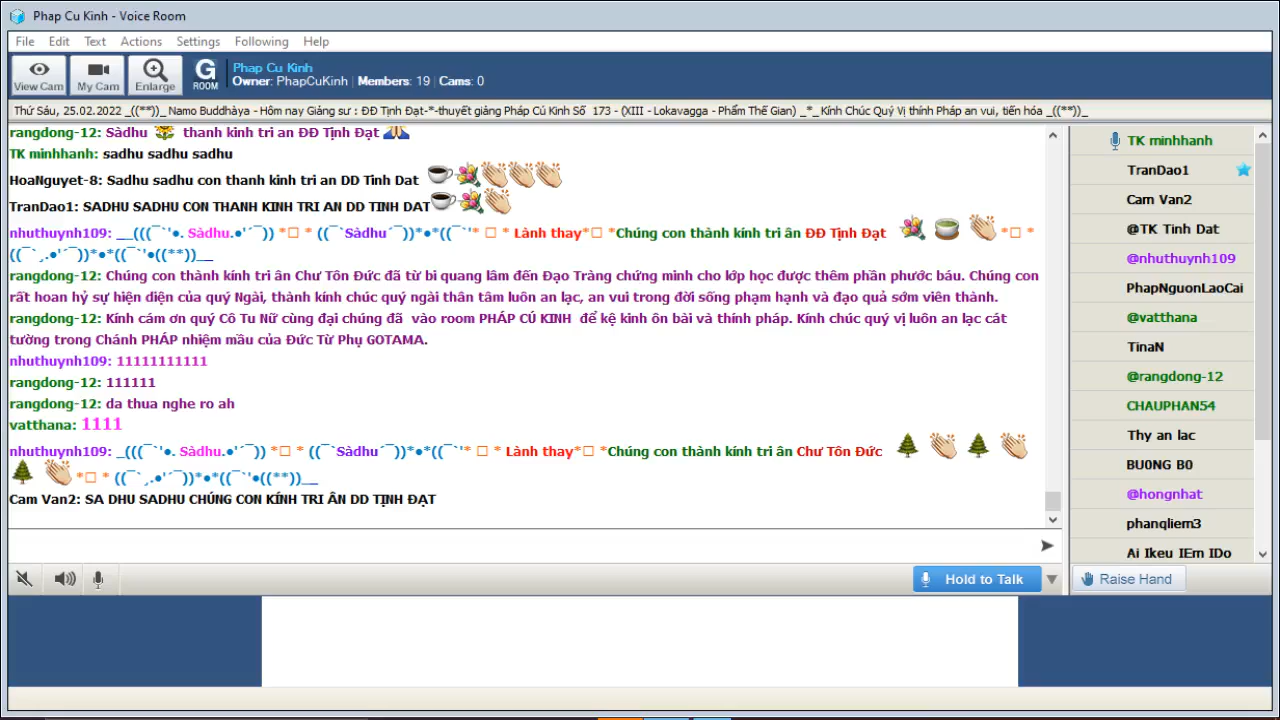 Phap Cu Kinh - Voice Room
File Edit Text Actions Settings Following Help
View Cam My Cam Enlarge G ROOM Phap Cu Kinh
Owner: PhapCuKinh | Members: 19 | Cams: 0
Thứ Sáu, 25.02.2022 _((**))_ Namo Buddhàya - Hôm nay Giảng sư : ĐĐ Tịnh Đạt-*-thuyết giảng Pháp Cú Kinh Số 173 - (XIII - Lokavagga - Phẩm Thế Gian) _*_ Kính Chúc Quý Vị thính Pháp an vui, tiến hóa _((**))_
rangdong-12: Sàdhu thanh kinh tri an ĐĐ Tịnh Đạt
TK minhhanh: sadhu sadhu sadhu
HoaNguyet-8: Sadhu sadhu con thanh kinh tri an DD Tinh Dat
TranDao1: SADHU SADHU CON THANH KINH TRI AN DD TINH DAT
nhuthuynh109: __(((¯`'●. Sàdhu.●'´¯)) *□ * ((¯`Sàdhu´¯))*●*((¯`'* □ * Lành thay*□ *Chúng con thành kính tri ân ĐĐ Tịnh Đạt *□ *
((¯`¸.●'´¯))*●*((¯`'●((**))__
rangdong-12: Chúng con thành kính tri ân Chư Tôn Đức đã từ bi quang lâm đến Đạo Tràng chứng minh cho lớp học được thêm phần phước báu. Chúng con
rất hoan hỷ sự hiện diện của quý Ngài, thành kính chúc quý ngài thân tâm luôn an lạc, an vui trong đời sống phạm hạnh và đạo quả sớm viên thành.
rangdong-12: Kính cám ơn quý Cô Tu Nữ cùng đại chúng đã vào room PHÁP CÚ KINH để kệ kinh ôn bài và thính pháp. Kính chúc quý vị luôn an lạc cát
tường trong Chánh PHÁP nhiệm mầu của Đức Từ Phụ GOTAMA.
nhuthuynh109: 11111111111
rangdong-12: 111111
rangdong-12: da thua nghe ro ah
vatthana: 1111
nhuthuynh109: _(((¯`'●. Sàdhu.●'´¯)) *□ * ((¯`Sàdhu´¯))*●*((¯`'* □ * Lành thay*□ *Chúng con thành kính tri ân Chư Tôn Đức
*□ * ((¯`¸.●'´¯))*●*((¯`'●((**))__
Cam Van2: SA DHU SADHU CHÚNG CON KÍNH TRI ÂN DD TỊNH ĐẠT
TK minhhanh
TranDao1
Cam Van2
@TK Tinh Dat
@nhuthuynh109
PhapNguonLaoCai
@vatthana
TinaN
@rangdong-12
CHAUPHAN54
Thy an lac
BU0NG B0
@hongnhat
phanqliem3
Ai Ikeu IEm IDo
Hold to Talk
Raise Hand